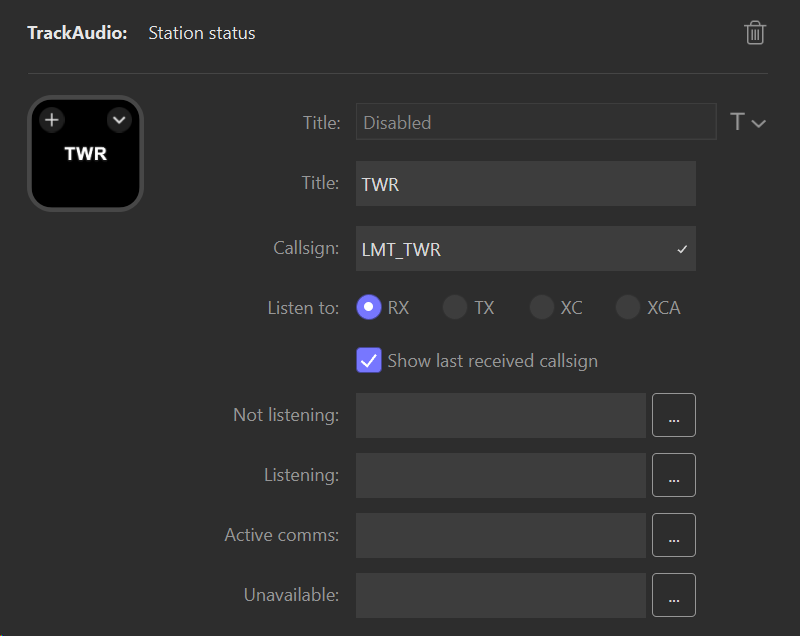 TrackAudio: Station status
TWR
Title: Disabled T
Title: TWR
Callsign: LMT_TWR
Listen to: RX TX XC XCA
Show last received callsign
Not listening: ...
Listening: ...
Active comms: ...
Unavailable: ...